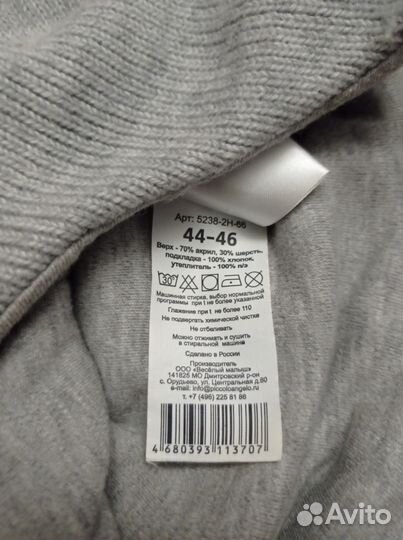 Арт: 5238-2Н-66
44-46
Верх - 70% акрил, 30% шерсть,
подкладка - 100% хлопок,
утеплитель - 100% п/э
30°
Машинная стирка, выбор нормальной
программы при t не более указанной
Глажение при t не более 110
Не подвергать химической чистке
Не отбеливать
Можно отжимать и сушить
в стиральной машине
Сделано в России
Производитель
ООО «Весёлый малыш»
141825 МО Дмитровский р-н
с. Орудьево, ул. Центральная д.80
info@piccoloangelo.ru
т. +7 (496) 225 81 86
4 680393 113707
Avito